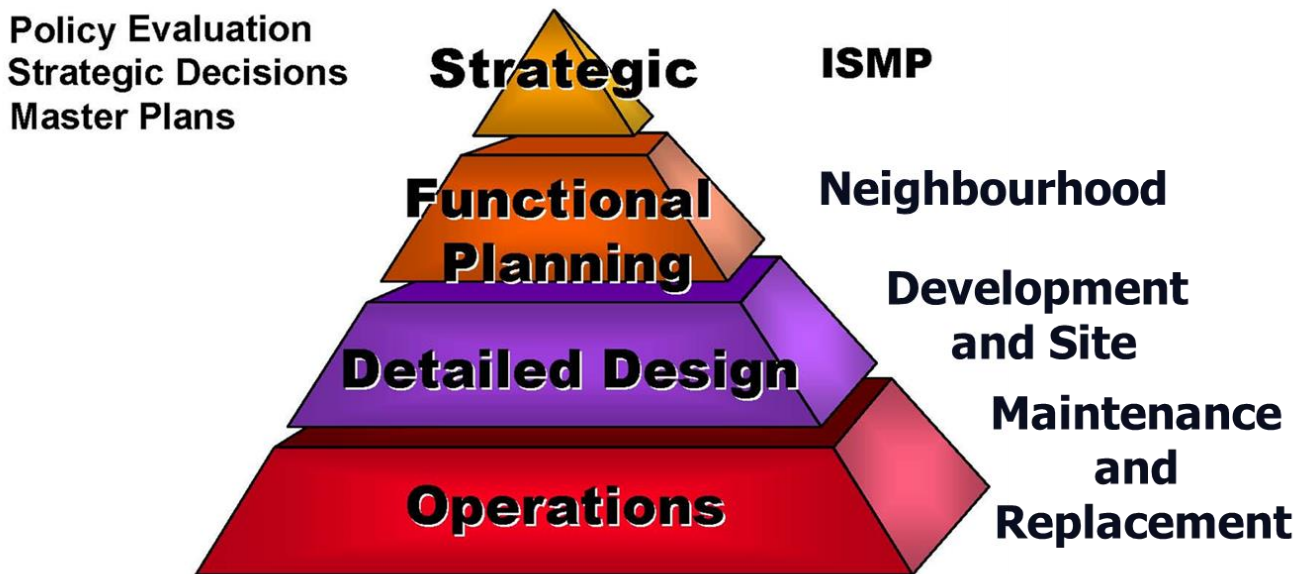 Policy Evaluation
Strategic Decisions
Master Plans
Strategic
ISMP
Functional
Planning
Neighbourhood
Detailed Design
Development
and Site
Operations
Maintenance
and
Replacement